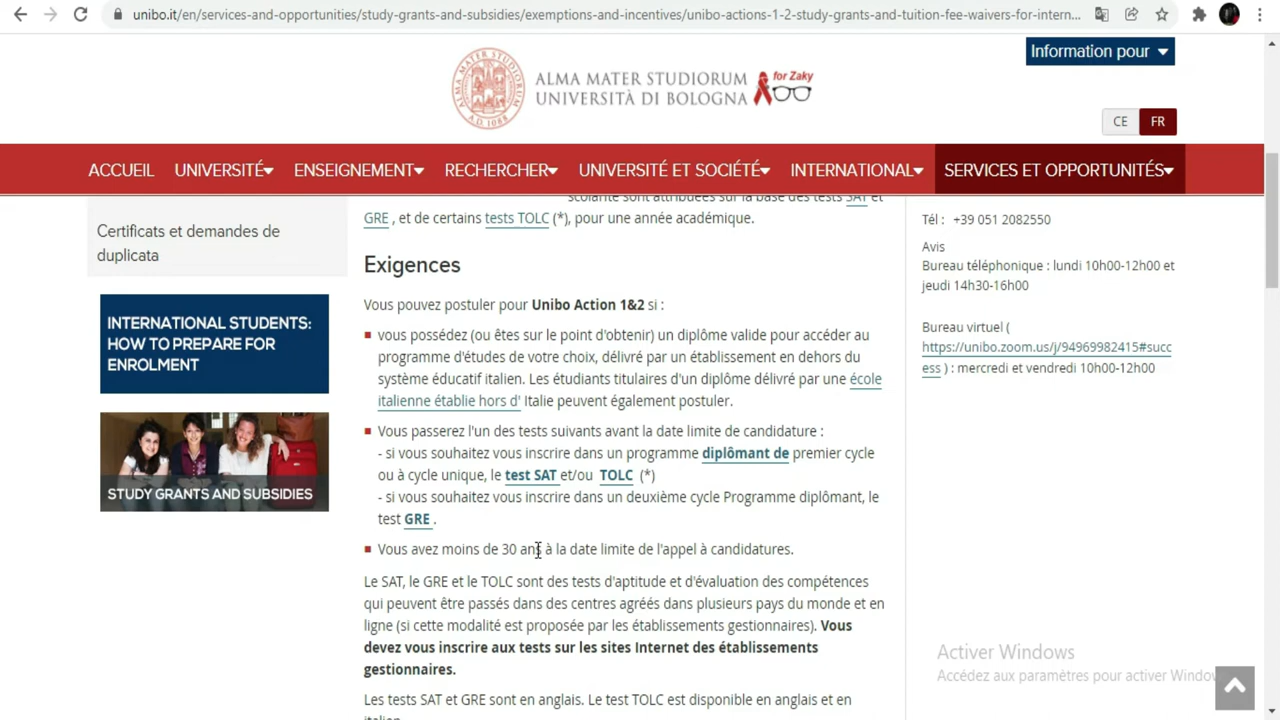 unibo.it/en/services-and-opportunities/study-grants-and-subsidies/exemptions-and-incentives/unibo-actions-1-2-study-grants-and-tuition-fee-waivers-for-intern...
Information pour
ALMA MATER STUDIORUM
UNIVERSITÀ DI BOLOGNA
for Zaky
A.D. 1088
CE FR
ACCUEIL UNIVERSITÉ ENSEIGNEMENT RECHERCHER UNIVERSITÉ ET SOCIÉTÉ INTERNATIONAL SERVICES ET OPPORTUNITÉS
Certificats et demandes de
duplicata
INTERNATIONAL STUDENTS:
HOW TO PREPARE FOR
ENROLMENT
STUDY GRANTS AND SUBSIDIES
scolarité sont attribuées sur la base des tests SAT et
GRE , et de certains tests TOLC (*), pour une année académique.
Exigences
Vous pouvez postuler pour Unibo Action 1&2 si :
vous possédez (ou êtes sur le point d'obtenir) un diplôme valide pour accéder au
programme d'études de votre choix, délivré par un établissement en dehors du
système éducatif italien. Les étudiants titulaires d'un diplôme délivré par une école
italienne établie hors d' Italie peuvent également postuler.
Vous passerez l'un des tests suivants avant la date limite de candidature :
- si vous souhaitez vous inscrire dans un programme diplômant de premier cycle
ou à cycle unique, le test SAT et/ou TOLC (*)
- si vous souhaitez vous inscrire dans un deuxième cycle Programme diplômant, le
test GRE .
Vous avez moins de 30 ans à la date limite de l'appel à candidatures.
Le SAT, le GRE et le TOLC sont des tests d'aptitude et d'évaluation des compétences
qui peuvent être passés dans des centres agréés dans plusieurs pays du monde et en
ligne (si cette modalité est proposée par les établissements gestionnaires). Vous
devez vous inscrire aux tests sur les sites Internet des établissements
gestionnaires.
Les tests SAT et GRE sont en anglais. Le test TOLC est disponible en anglais et en
italien.
Tél : +39 051 2082550
Avis
Bureau téléphonique : lundi 10h00-12h00 et
jeudi 14h30-16h00
Bureau virtuel (
https://unibo.zoom.us/j/94969982415#succ
ess ) : mercredi et vendredi 10h00-12h00
Activer Windows
Accédez aux paramètres pour activer Windows